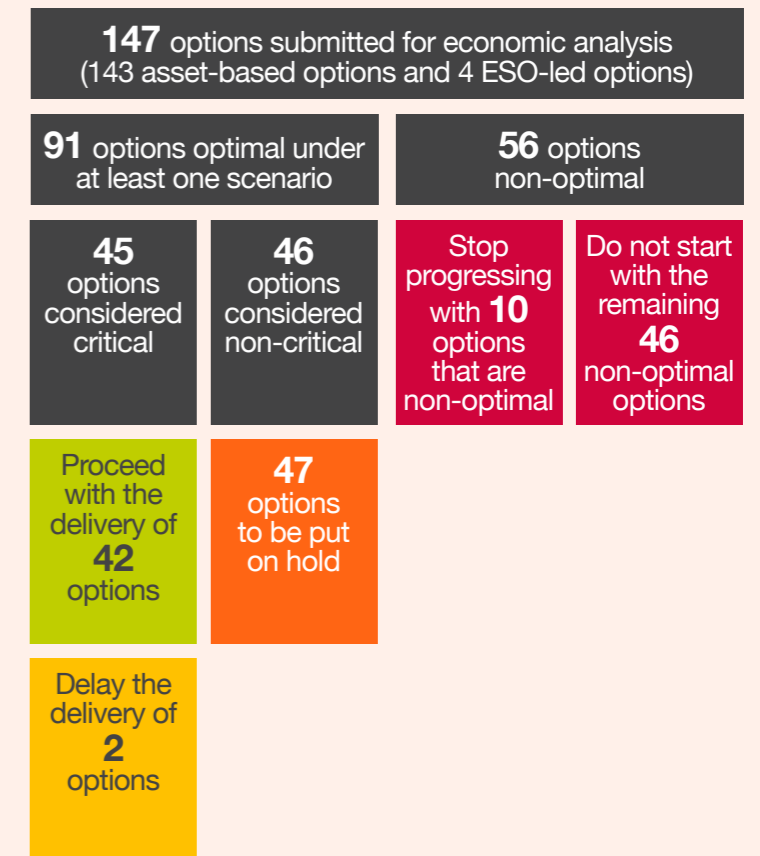 147 options submitted for economic analysis
(143 asset-based options and 4 ESO-led options)
91 options optimal under
at least one scenario
56 options
non-optimal
45
options
considered
critical
46
options
considered
non-critical
Stop
progressing
with 10
options
that are
non-optimal
Do not start
with the
remaining
46
non-optimal
options
Proceed
with the
delivery of
42
options
47
options
to be put
on hold
Delay the
delivery of
2
options